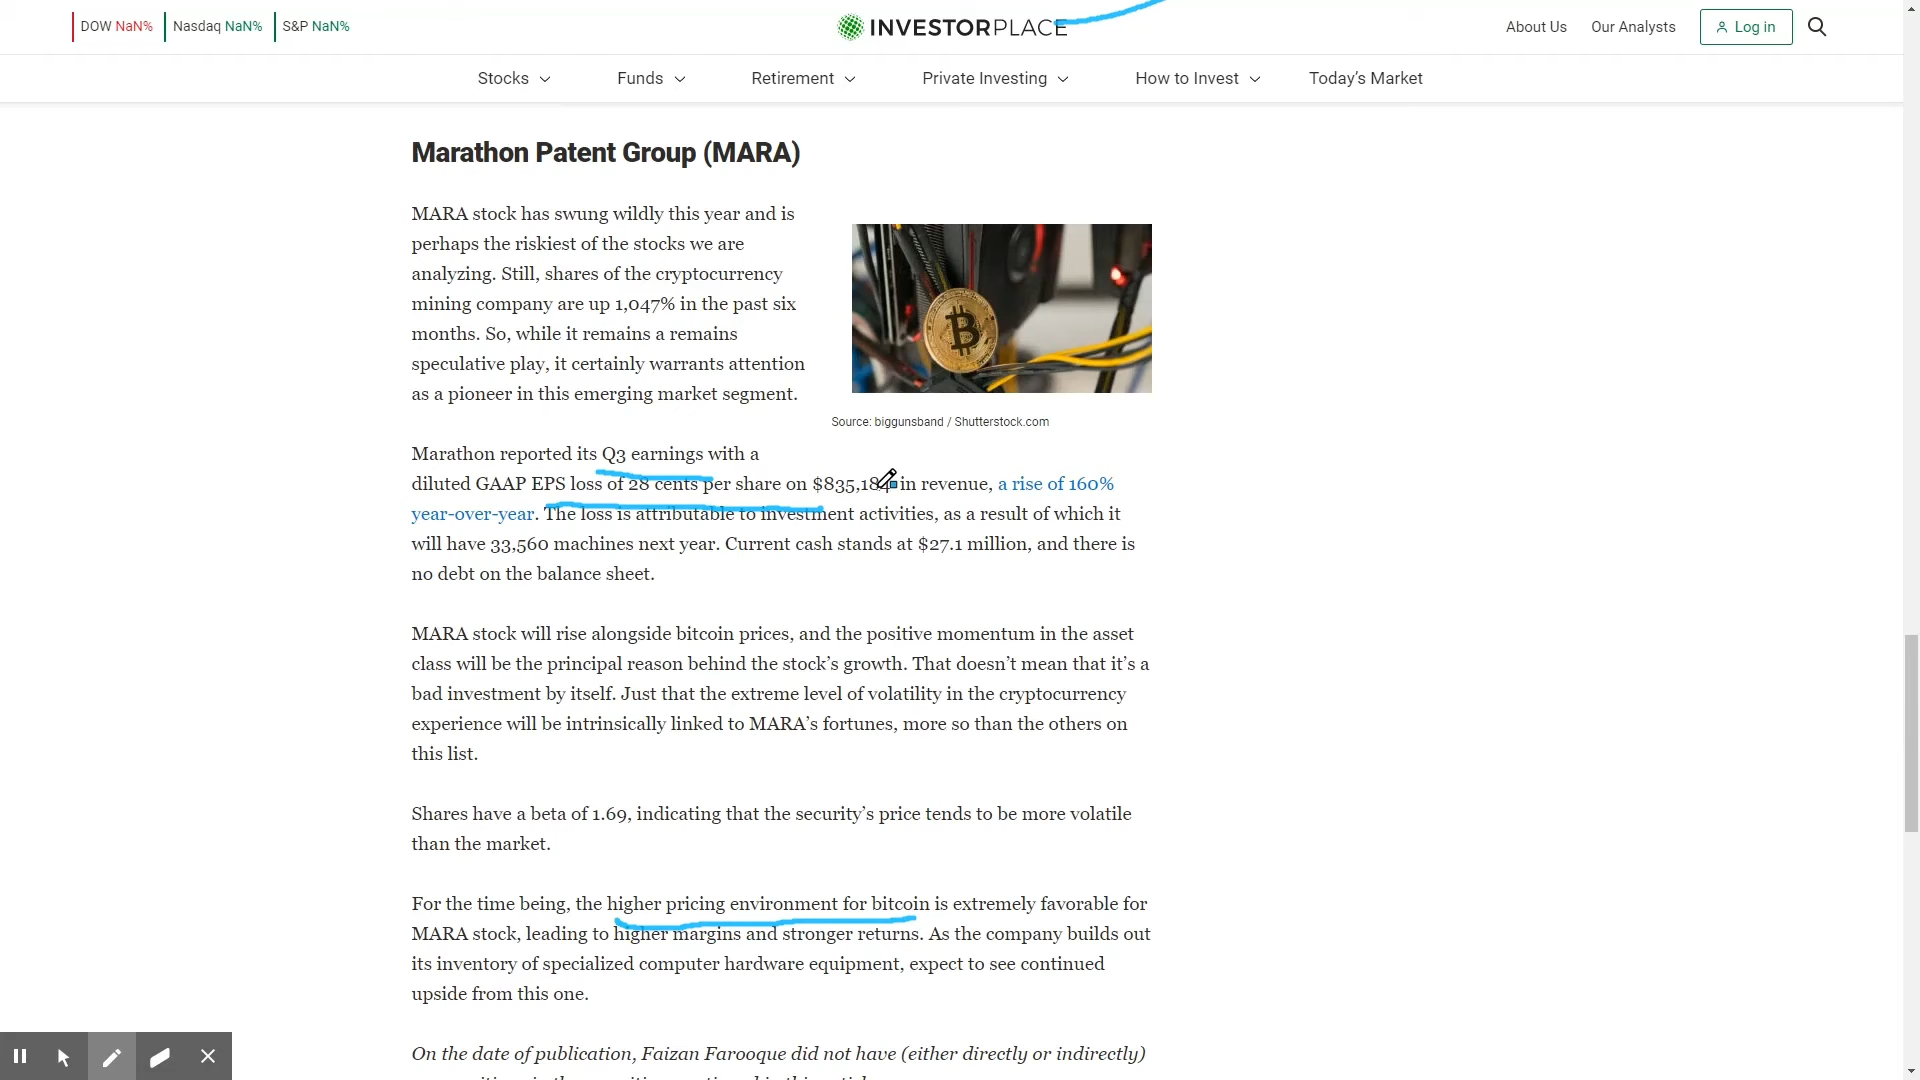 DOW NaN% Nasdaq NaN% S&P NaN%
INVESTORPLACE
About Us Our Analysts Log in
Stocks Funds Retirement Private Investing How to Invest Today’s Market
Marathon Patent Group (MARA)
MARA stock has swung wildly this year and is
perhaps the riskiest of the stocks we are
analyzing. Still, shares of the cryptocurrency
mining company are up 1,047% in the past six
months. So, while it remains a remains
speculative play, it certainly warrants attention
as a pioneer in this emerging market segment.
Source: biggunsband / Shutterstock.com
Marathon reported its Q3 earnings with a
diluted GAAP EPS loss of 28 cents per share on $835,184 in revenue, a rise of 160%
year-over-year. The loss is attributable to investment activities, as a result of which it
will have 33,560 machines next year. Current cash stands at $27.1 million, and there is
no debt on the balance sheet.
MARA stock will rise alongside bitcoin prices, and the positive momentum in the asset
class will be the principal reason behind the stock’s growth. That doesn’t mean that it’s a
bad investment by itself. Just that the extreme level of volatility in the cryptocurrency
experience will be intrinsically linked to MARA’s fortunes, more so than the others on
this list.
Shares have a beta of 1.69, indicating that the security’s price tends to be more volatile
than the market.
For the time being, the higher pricing environment for bitcoin is extremely favorable for
MARA stock, leading to higher margins and stronger returns. As the company builds out
its inventory of specialized computer hardware equipment, expect to see continued
upside from this one.
On the date of publication, Faizan Farooque did not have (either directly or indirectly)